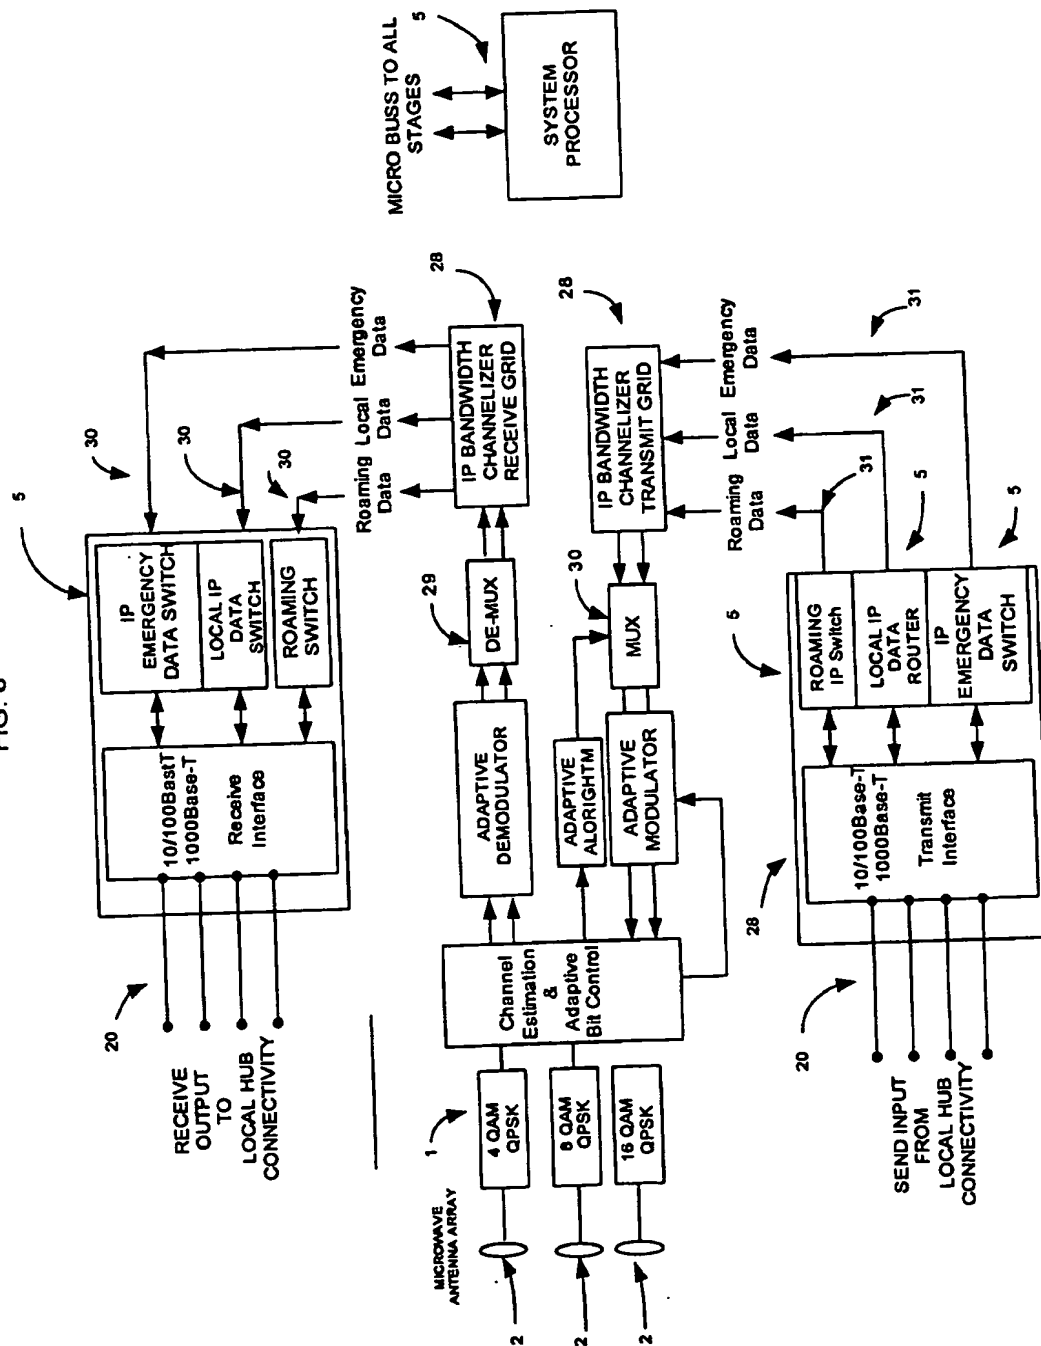 FIG. 6
5
30
30
30
IP
EMERGENCY
DATA SWITCH
LOCAL IP
DATA
SWITCH
ROAMING
SWITCH
10/100BastT
1000Base-T
Receive
Interface
20
RECEIVE
OUTPUT
TO
LOCAL HUB
CONNECTIVITY
Emergency
Data
Local
Data
Roaming
Data
MICRO BUSS TO ALL
STAGES
5
SYSTEM
PROCESSOR
MICROWAVE
ANTENNA ARRAY
1
2
2
2
4 QAM
QPSK
8 QAM
QPSK
16 QAM
QPSK
Channel
Estimation
&
Adaptive
Bit Control
ADAPTIVE
DEMODULATOR
29
DE-MUX
28
IP BANDWIDTH
CHANNELIZER
RECEIVE GRID
ADAPTIVE
ALORIGHTM
ADAPTIVE
MODULATOR
30
MUX
28
IP BANDWIDTH
CHANNELIZER
TRANSMIT GRID
Roaming
Data
Local
Data
Emergency
Data
31
31
31
5
5
5
ROAMING
IP Switch
LOCAL IP
DATA
ROUTER
IP
EMERGENCY
DATA
SWITCH
28
10/100Base-T
1000Base-T
Transmit
Interface
20
SEND INPUT
FROM
LOCAL HUB
CONNECTIVITY